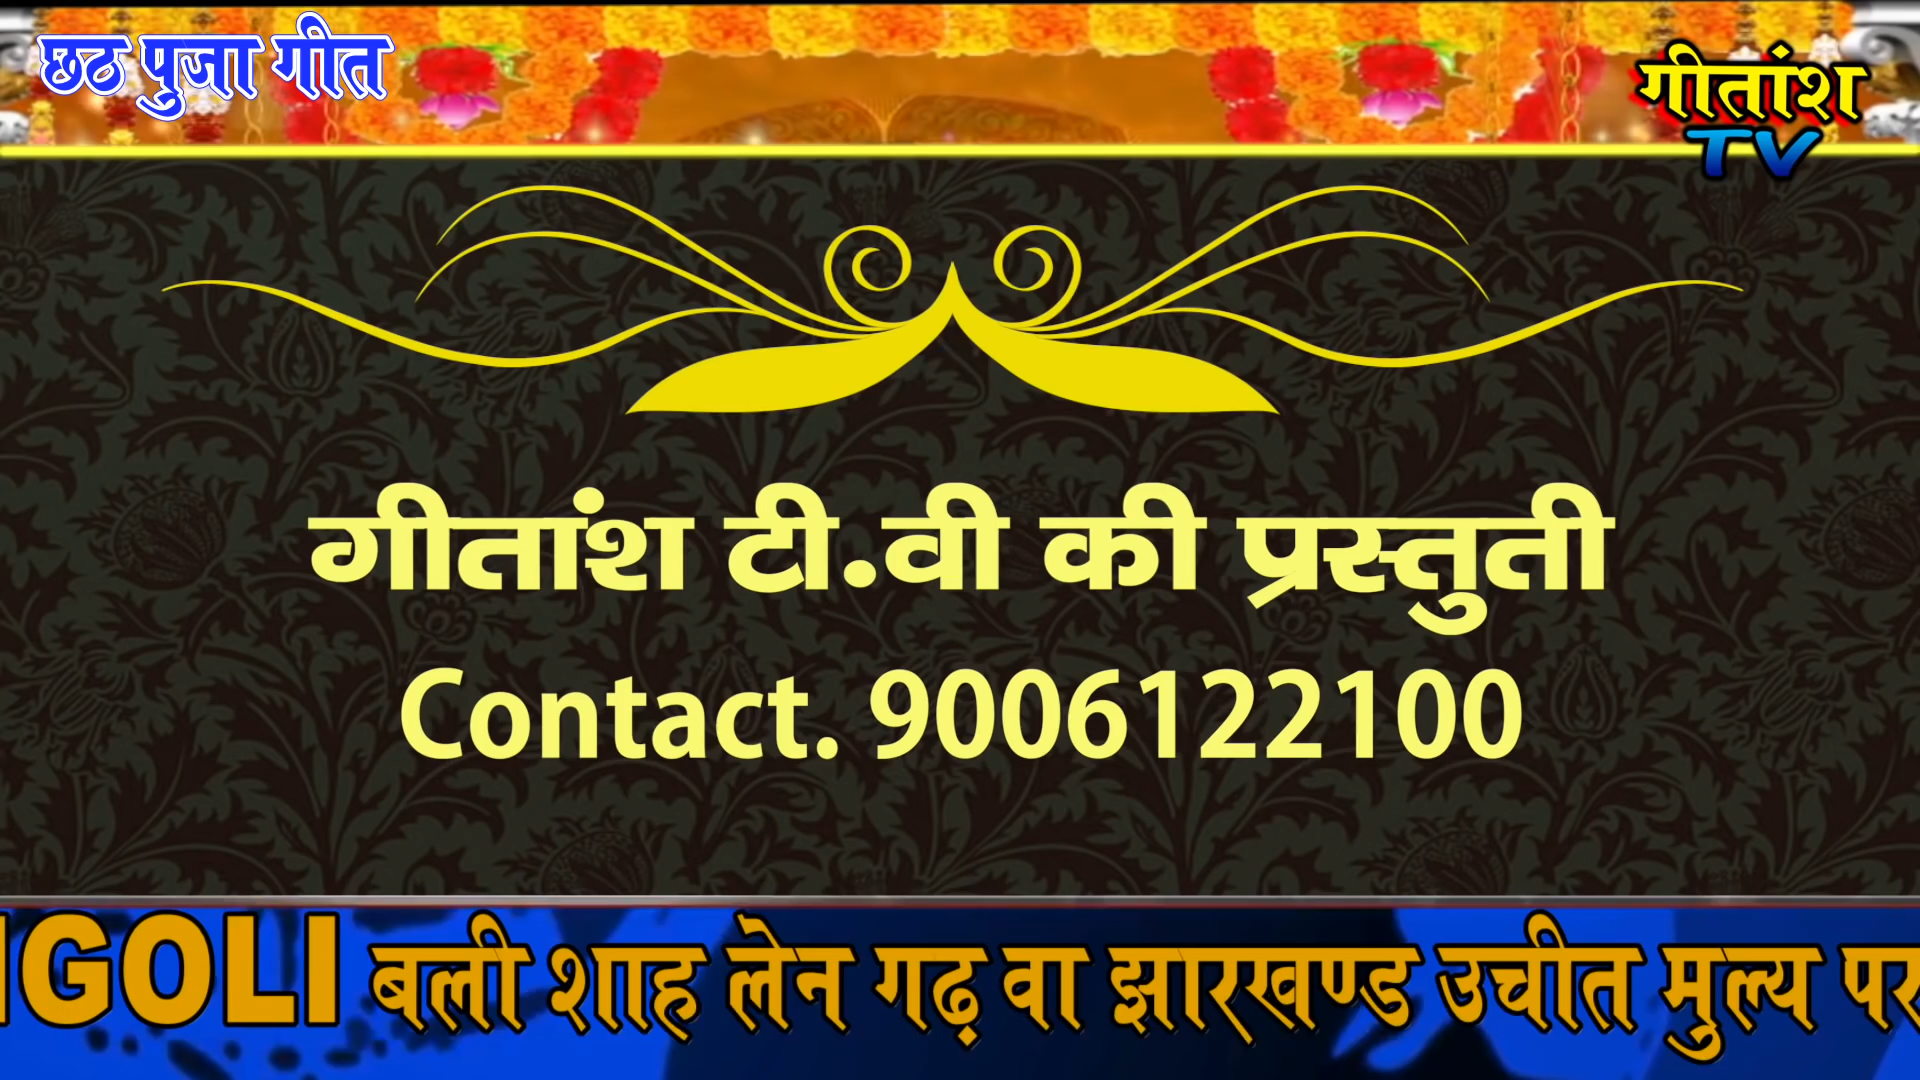 छठ पुजा गीत
गीतांश
TV
गीतांश टी.वी की प्रस्तुती
Contact. 9006122100
GOLI बली शाह लेन गढ़ वा झारखण्ड उचीत मुल्य पर